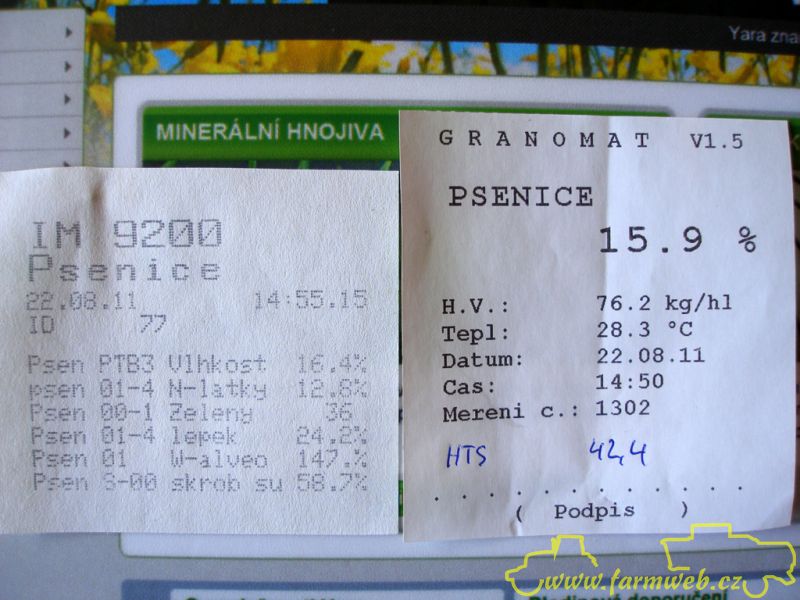 Yara zna
MINERÁLNÍ HNOJIVA
IM 9200
Psenice
22.08.11 14:55.15
ID 77
Psen PTB3 Vlhkost 16.4%
psen 01-4 N-latky 12.8%
Psen 00-1 Zeleny 36
Psen 01-4 lepek 24.2%
Psen 01 W-alveo 147.%
Psen S-00 skrob su 58.7%
GRANOMAT V1.5
PSENICE
15.9 %
H.V.: 76.2 kg/hl
Tepl: 28.3 °C
Datum: 22.08.11
Cas: 14:50
Mereni c.: 1302
HTS 42,4
. . . . . . . . . . . .
( Podpis )
www.farmweb.cz